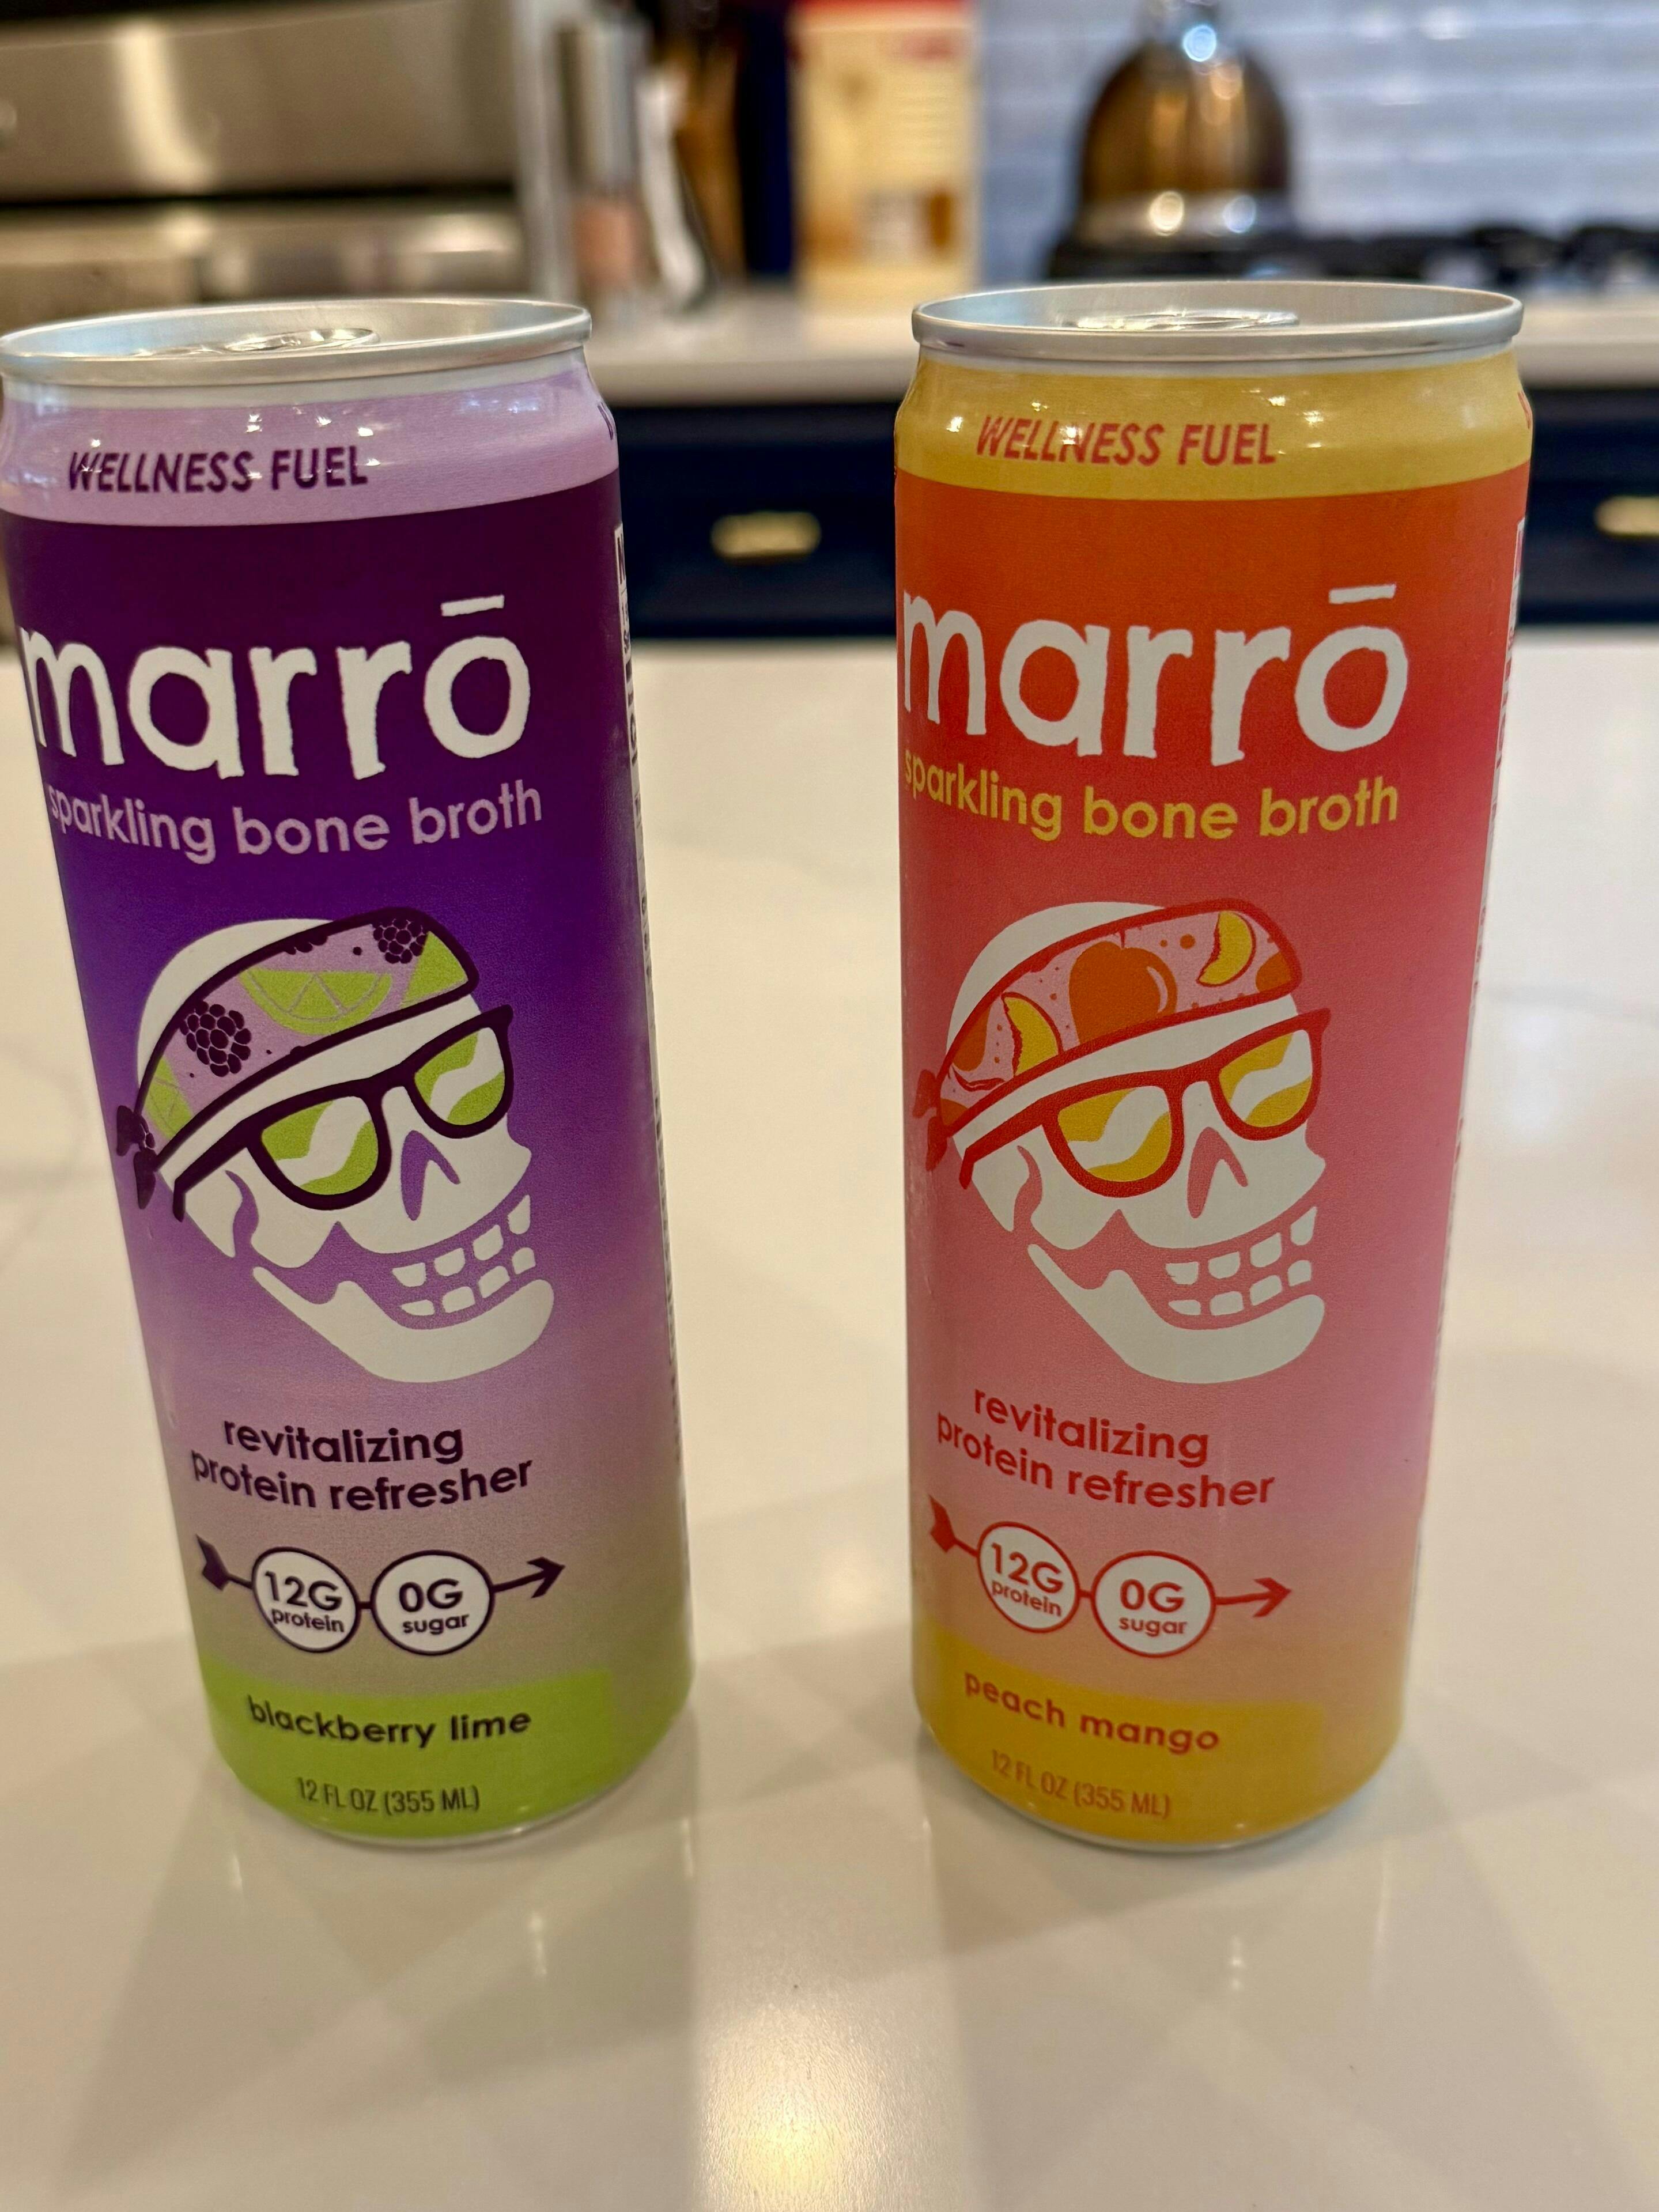 WELLNESS FUEL
marrō
sparkling bone broth
revitalizing
protein refresher
12G
protein
0G
sugar
blackberry lime
12 FL OZ (355 ML)
WELLNESS FUEL
marrō
sparkling bone broth
revitalizing
protein refresher
12G
protein
0G
sugar
peach mango
12 FL OZ (355 ML)